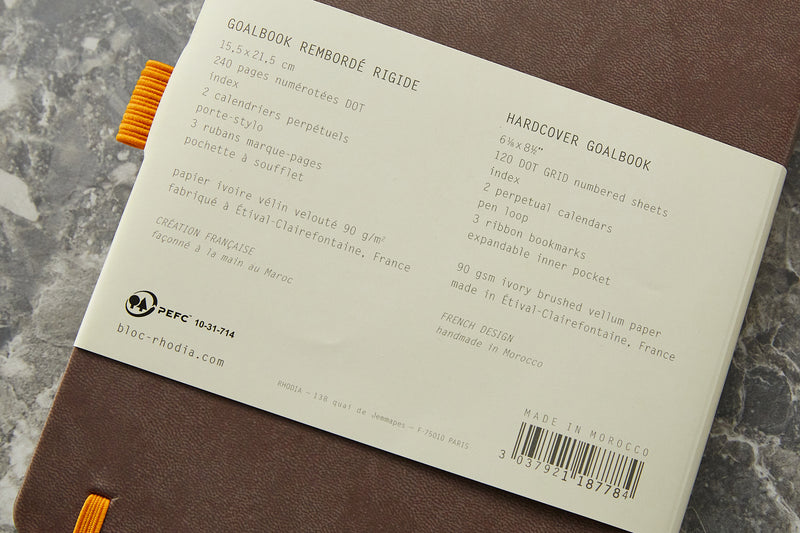 GOALBOOK REMBORDÉ RIGIDE
15,5 x 21,5 cm
240 pages numérotées DOT
index
2 calendriers perpétuels
porte-stylo
3 rubans marque-pages
pochette à soufflet
papier ivoire vélin velouté 90 g/m²
fabriqué à Étival-Clairefontaine, France
CRÉATION FRANÇAISE
façonné à la main au Maroc
PEFC™ 10-31-714
bloc-rhodia.com
HARDCOVER GOALBOOK
6⅛ x 8½"
120 DOT GRID numbered sheets
index
2 perpetual calendars
pen loop
3 ribbon bookmarks
expandable inner pocket
90 gsm ivory brushed vellum paper
made in Étival-Clairefontaine, France
FRENCH DESIGN
handmade in Morocco
RHODIA – 138 quai de Jemmapes – F-75010 PARIS
MADE IN MOROCCO
3 037921 187784